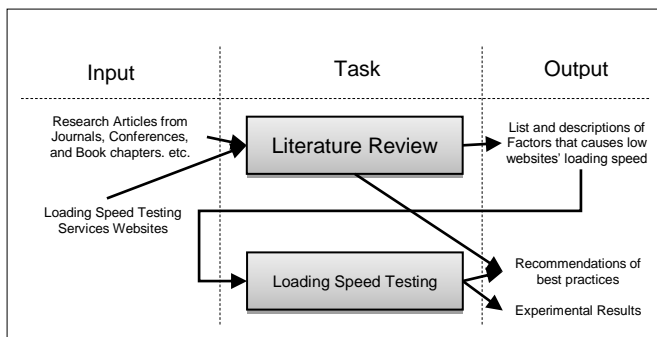 Input
Task
Output
Research Articles from
Journals, Conferences,
and Book chapters. etc.
Literature Review
List and descriptions of
Factors that causes low
websites' loading speed
Loading Speed Testing
Services Websites
Loading Speed Testing
Recommendations of
best practices
Experimental Results